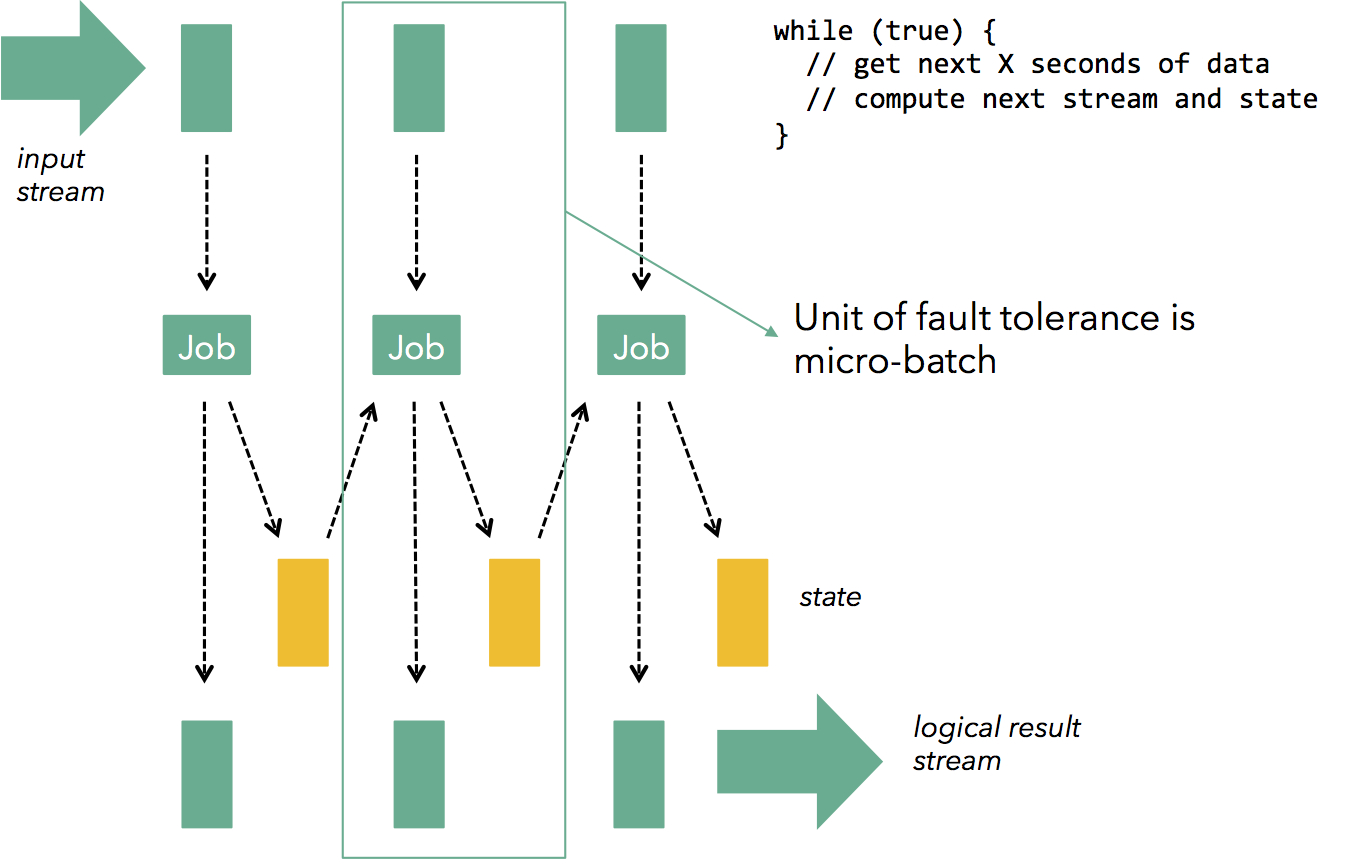 while (true) {
  // get next X seconds of data
  // compute next stream and state
}
input
stream
Unit of fault tolerance is
micro-batch
Job
Job
Job
state
logical result
stream